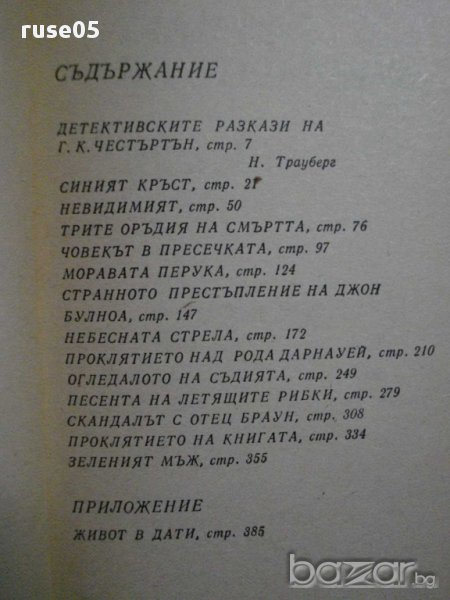 ruse05
СЪДЪРЖАНИЕ
ДЕТЕКТИВСКИТЕ РАЗКАЗИ НА
Г. К. ЧЕСТЪРТЪН, стр. 7
Н. Трауберг
СИНИЯТ КРЪСТ, стр. 21
НЕВИДИМИЯТ, стр. 50
ТРИТЕ ОРЪДИЯ НА СМЪРТТА, стр. 76
ЧОВЕКЪТ В ПРЕСЕЧКАТА, стр. 97
МОРАВАТА ПЕРУКА, стр. 124
СТРАННОТО ПРЕСТЪПЛЕНИЕ НА ДЖОН
БУЛНОА, стр. 147
НЕБЕСНАТА СТРЕЛА, стр. 172
ПРОКЛЯТИЕТО НАД РОДА ДАРНАУЕЙ, стр. 210
ОГЛЕДАЛОТО НА СЪДИЯТА, стр. 249
ПЕСЕНТА НА ЛЕТЯЩИТЕ РИБКИ, стр. 279
СКАНДАЛЪТ С ОТЕЦ БРАУН, стр. 308
ПРОКЛЯТИЕТО НА КНИГАТА, стр. 334
ЗЕЛЕНИЯТ МЪЖ, стр. 355
ПРИЛОЖЕНИЕ
ЖИВОТ В ДАТИ, стр. 385
bazar.bg